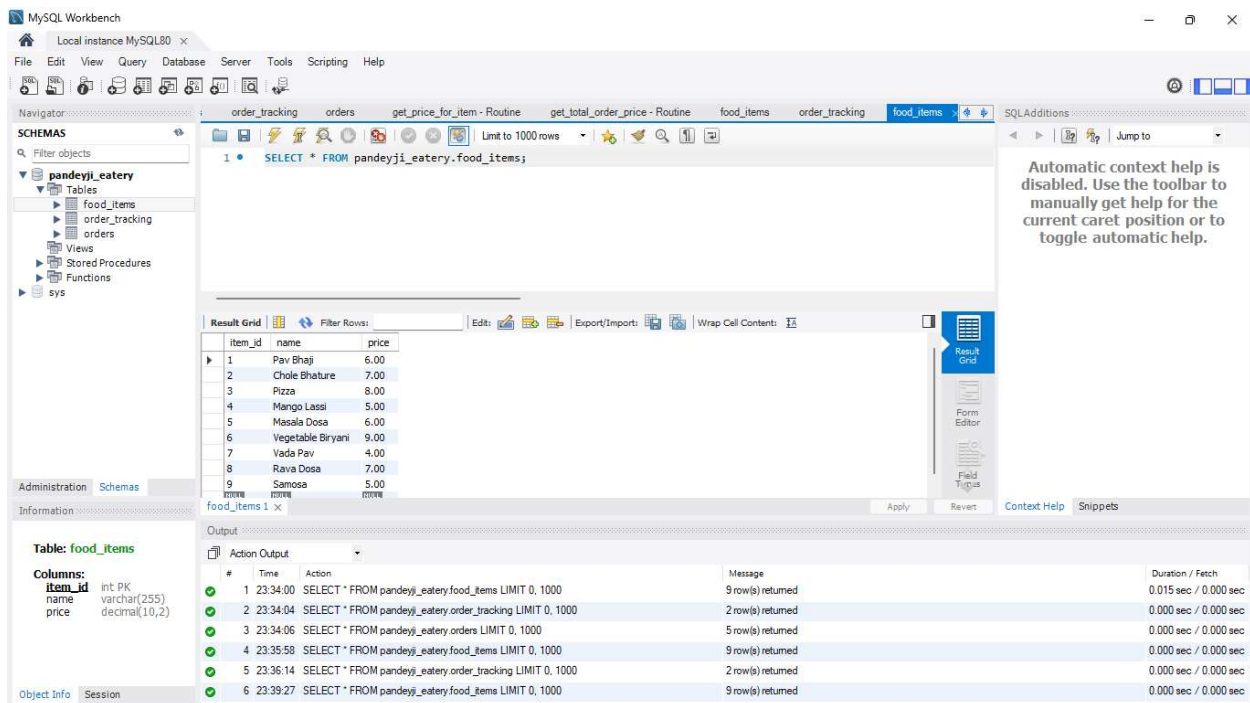 MySQL Workbench
Local instance MySQL80
File Edit View Query Database Server Tools Scripting Help
Navigator
SCHEMAS
Filter objects
pandeyji_eatery
Tables
food_items
order_tracking
orders
Views
Stored Procedures
Functions
sys
Administration Schemas
Information
Table: food_items
Columns:
item_id int PK
name varchar(255)
price decimal(10,2)
Object Info Session
order_tracking orders get_price_for_item - Routine get_total_order_price - Routine food_items order_tracking food_items
Limit to 1000 rows
1 SELECT * FROM pandeyji_eatery.food_items;
Result Grid Filter Rows: Edit: Export/Import: Wrap Cell Content:
item_id name price
1 Pav Bhaji 6.00
2 Chole Bhature 7.00
3 Pizza 8.00
4 Mango Lassi 5.00
5 Masala Dosa 6.00
6 Vegetable Biryani 9.00
7 Vada Pav 4.00
8 Rava Dosa 7.00
9 Samosa 5.00
NULL NULL NULL
Result Grid
Form Editor
Field
food_items 1
Apply Revert
SQLAdditions
Jump to
Automatic context help is
disabled. Use the toolbar to
manually get help for the
current caret position or to
toggle automatic help.
Context Help Snippets
Output
Action Output
# Time Action Message Duration / Fetch
1 23:34:00 SELECT * FROM pandeyji_eatery.food_items LIMIT 0, 1000 9 row(s) returned 0.015 sec / 0.000 sec
2 23:34:04 SELECT * FROM pandeyji_eatery.order_tracking LIMIT 0, 1000 2 row(s) returned 0.000 sec / 0.000 sec
3 23:34:06 SELECT * FROM pandeyji_eatery.orders LIMIT 0, 1000 5 row(s) returned 0.000 sec / 0.000 sec
4 23:35:58 SELECT * FROM pandeyji_eatery.food_items LIMIT 0, 1000 9 row(s) returned 0.000 sec / 0.000 sec
5 23:36:14 SELECT * FROM pandeyji_eatery.order_tracking LIMIT 0, 1000 2 row(s) returned 0.000 sec / 0.000 sec
6 23:39:27 SELECT * FROM pandeyji_eatery.food_items LIMIT 0, 1000 9 row(s) returned 0.000 sec / 0.000 sec